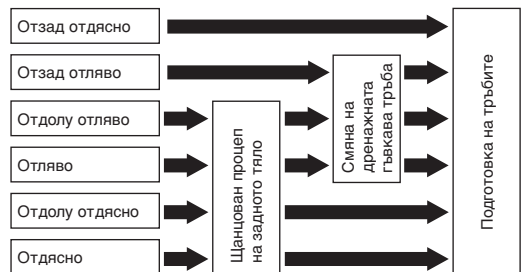 Отзад отдясно
Отзад отляво
Отдолу отляво
Отляво
Отдолу отдясно
Отдясно
Щанцован процеп
на задното тяло
Смяна на
дренажната
гъвкава тръба
Подготовка на тръбите